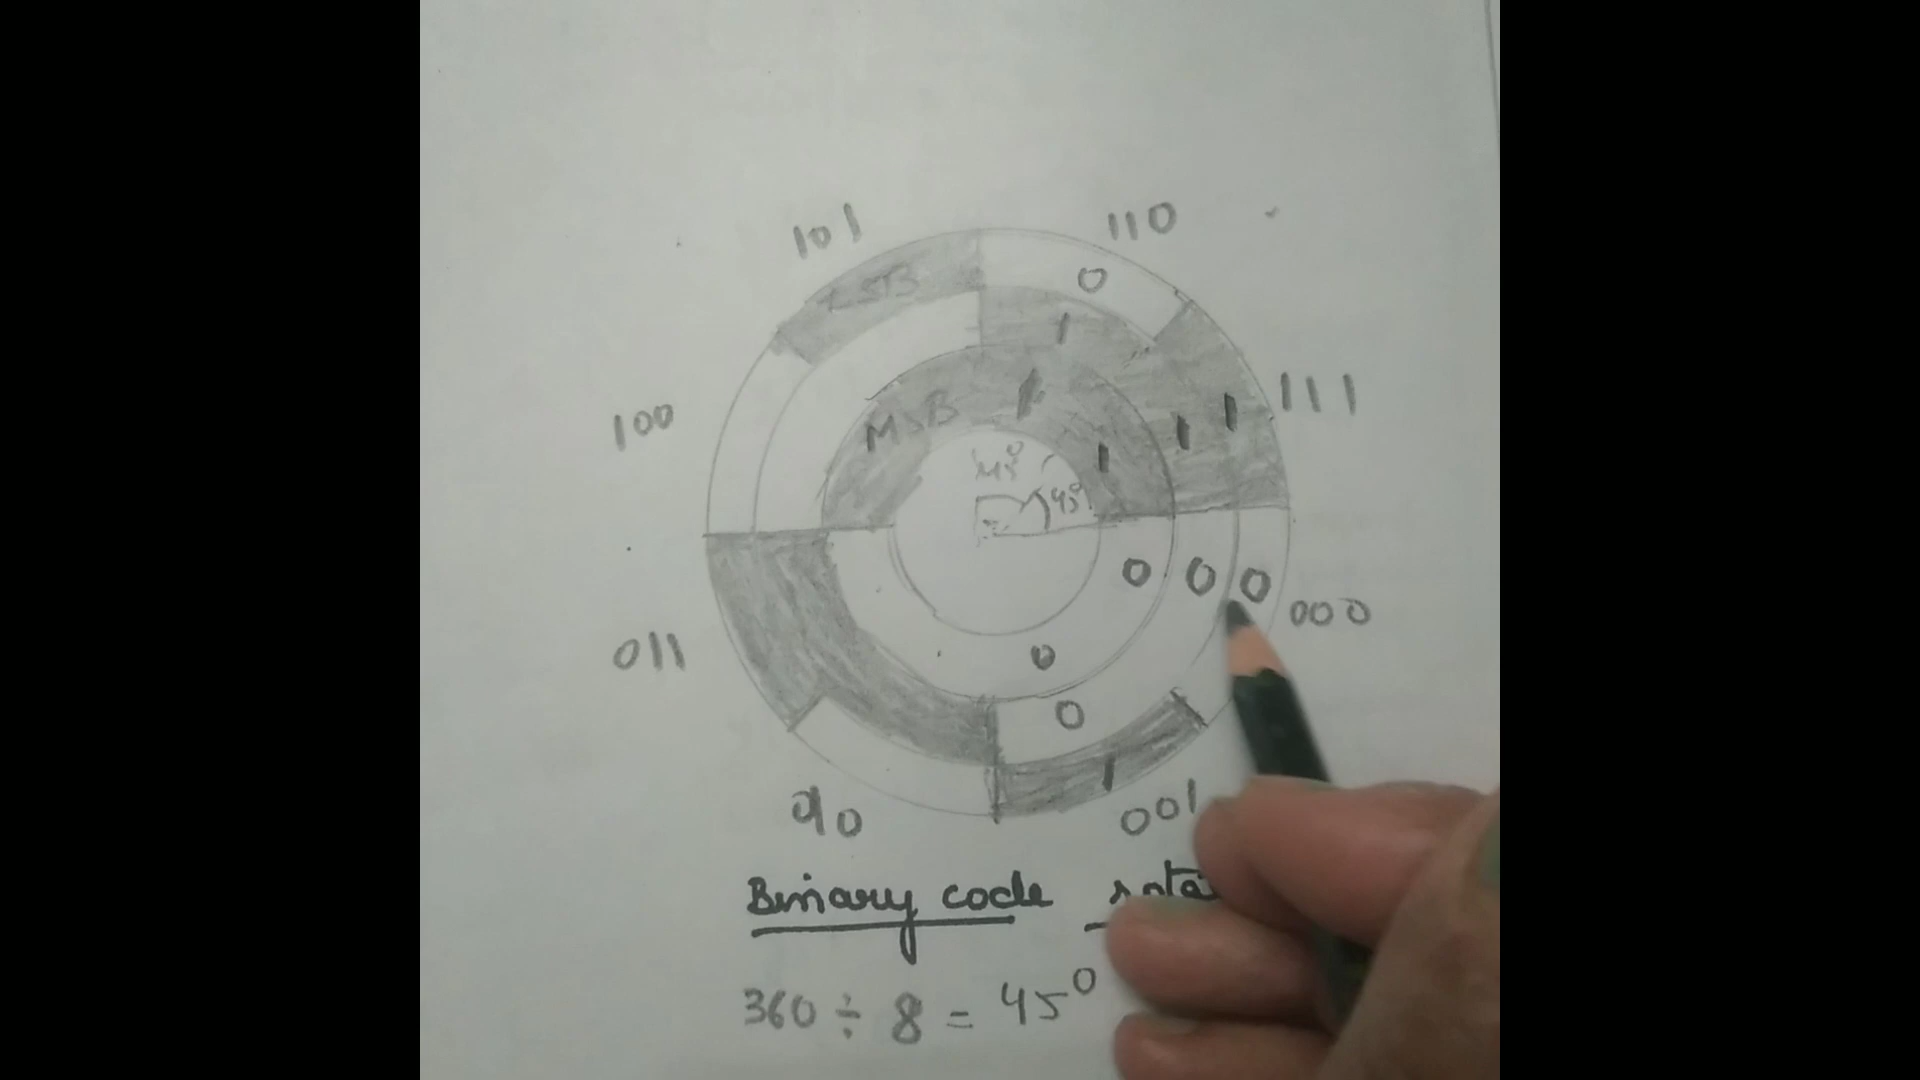 101 110
0
LSB
1
MSB 1
100 111
1 1 1
45°
45°
0 0 0
000
011
0
0
1
010 001
Binary code
360 ÷ 8 = 45°